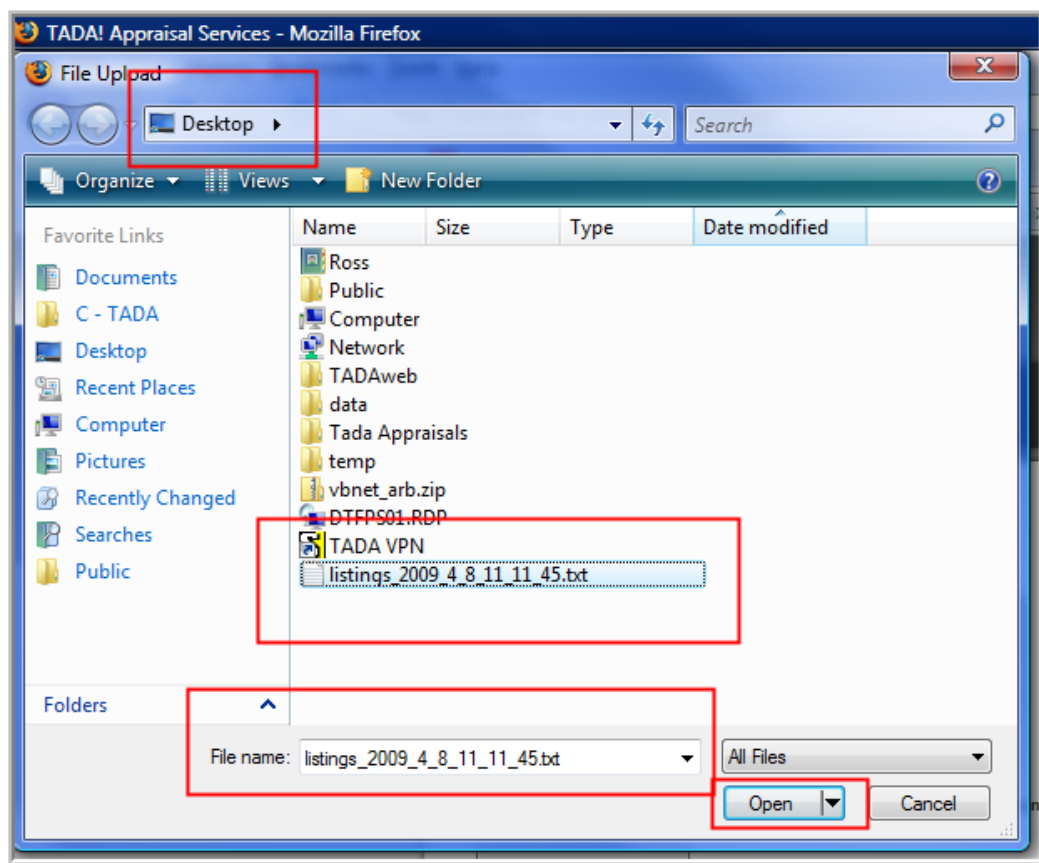 TADA! Appraisal Services - Mozilla Firefox
File Upload
Desktop
Search
Organize Views New Folder
Favorite Links
Documents
C - TADA
Desktop
Recent Places
Computer
Pictures
Recently Changed
Searches
Public
Folders
Name Size Type Date modified
Ross
Public
Computer
Network
TADAweb
data
Tada Appraisals
temp
vbnet_arb.zip
DTFPS01.RDP
TADA VPN
listings_2009_4_8_11_11_45.txt
File name: listings_2009_4_8_11_11_45.txt All Files
Open Cancel